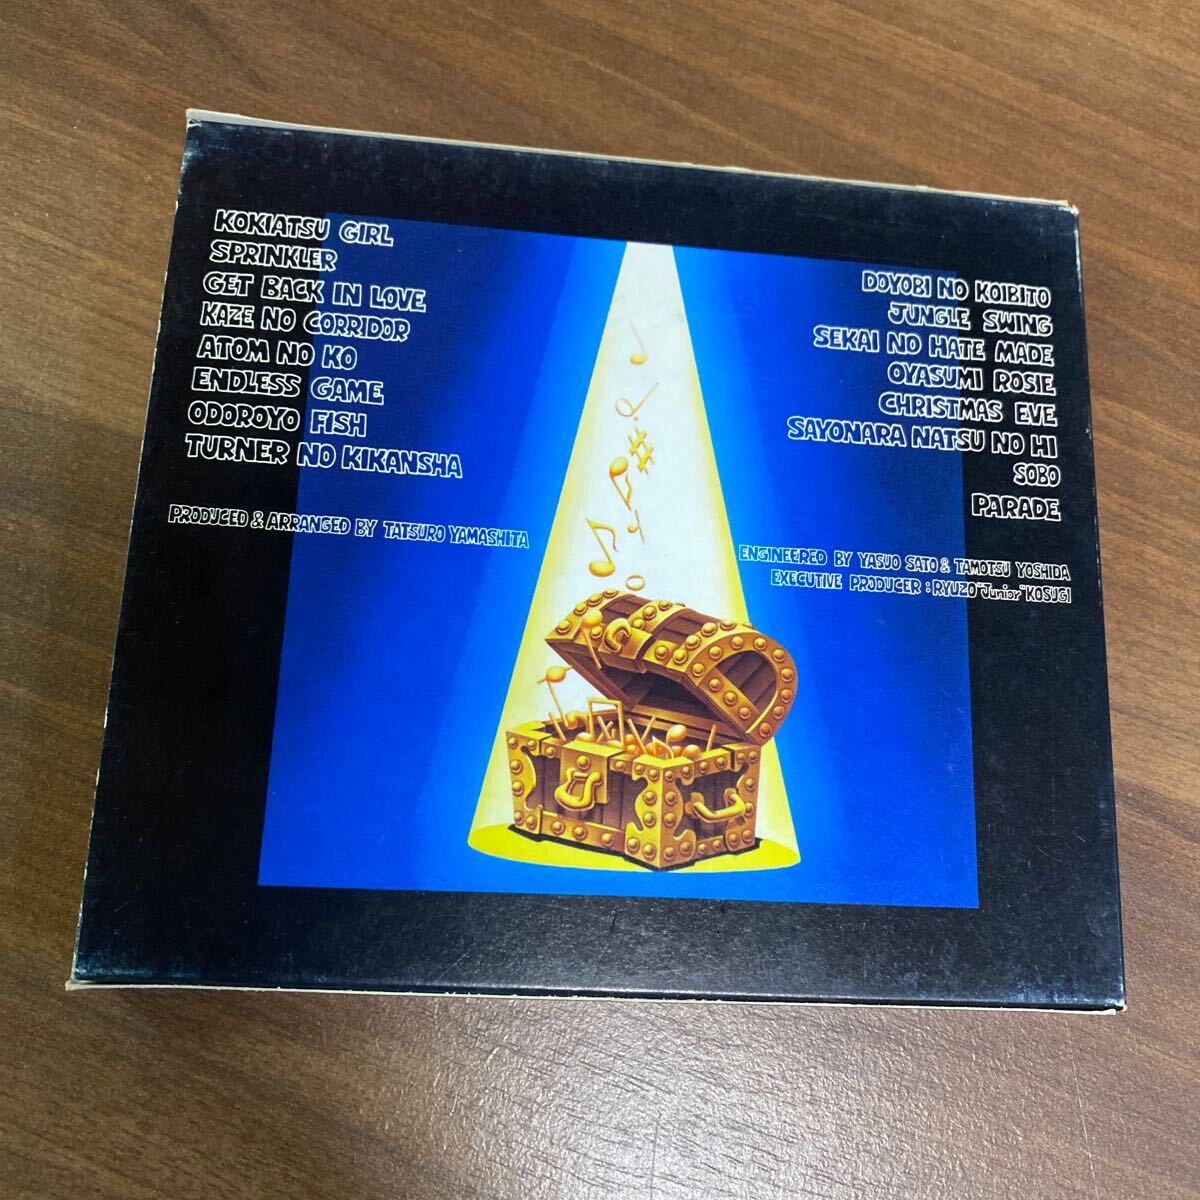 KOKIATSU GIRL
SPRINKLER
GET BACK IN LOVE
KAZE NO CORRIDOR
ATOM NO KO
ENDLESS GAME
ODOROYO FISH
TURNER NO KIKANSHA
PRODUCED & ARRANGED BY TATSURO YAMASHITA
DOYOBI NO KOIBITO
JUNGLE SWING
SEKAI NO HATE MADE
OYASUMI ROSIE
CHRISTMAS EVE
SAYONARA NATSU NO HI
SOBO
PARADE
ENGINEERED BY YASUO SATO & TAMOTSU YOSHIDA
EXECUTIVE PRODUCER : RYUZO "Junior" KOSUGI